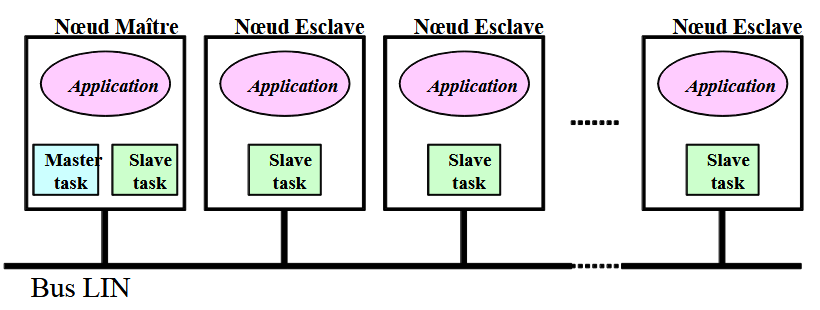 Nœud Maître
Nœud Esclave
Nœud Esclave
Nœud Esclave
Application
Application
Application
Application
Master
task
Slave
task
Slave
task
Slave
task
Slave
task
Bus LIN